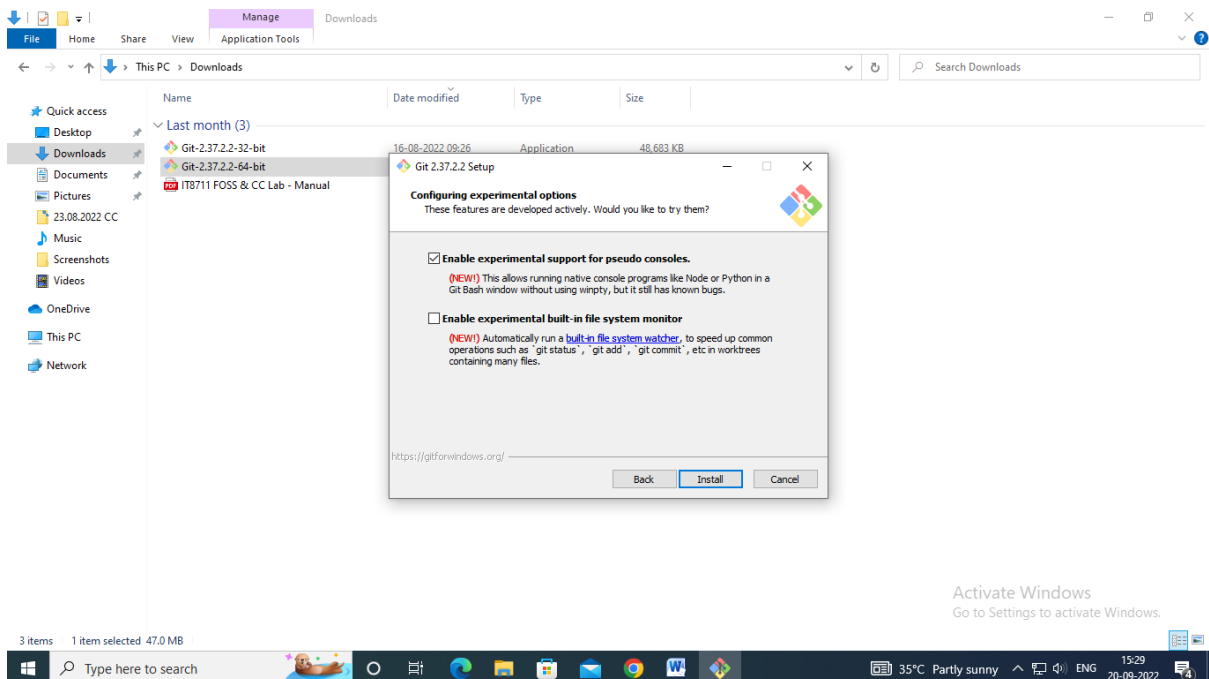 Manage
Downloads
File
Home
Share
View
Application Tools
This PC > Downloads
Search Downloads
Name
Date modified
Type
Size
Quick access
Desktop
Downloads
Documents
Pictures
23.08.2022 CC
Music
Screenshots
Videos
OneDrive
This PC
Network
Last month (3)
Git-2.37.2.2-32-bit
16-08-2022 09:26
Application
48,683 KB
Git-2.37.2.2-64-bit
IT8711 FOSS & CC Lab - Manual
Git 2.37.2.2 Setup
Configuring experimental options
These features are developed actively. Would you like to try them?
Enable experimental support for pseudo consoles.
(NEW!) This allows running native console programs like Node or Python in a
Git Bash window without using winpty, but it still has known bugs.
Enable experimental built-in file system monitor
(NEW!) Automatically run a built-in file system watcher, to speed up common
operations such as `git status`, `git add`, `git commit`, etc in worktrees
containing many files.
https://gitforwindows.org/
Back
Install
Cancel
Activate Windows
Go to Settings to activate Windows.
3 items
1 item selected 47.0 MB
Type here to search
35°C Partly sunny
ENG
15:29
20-09-2022
4